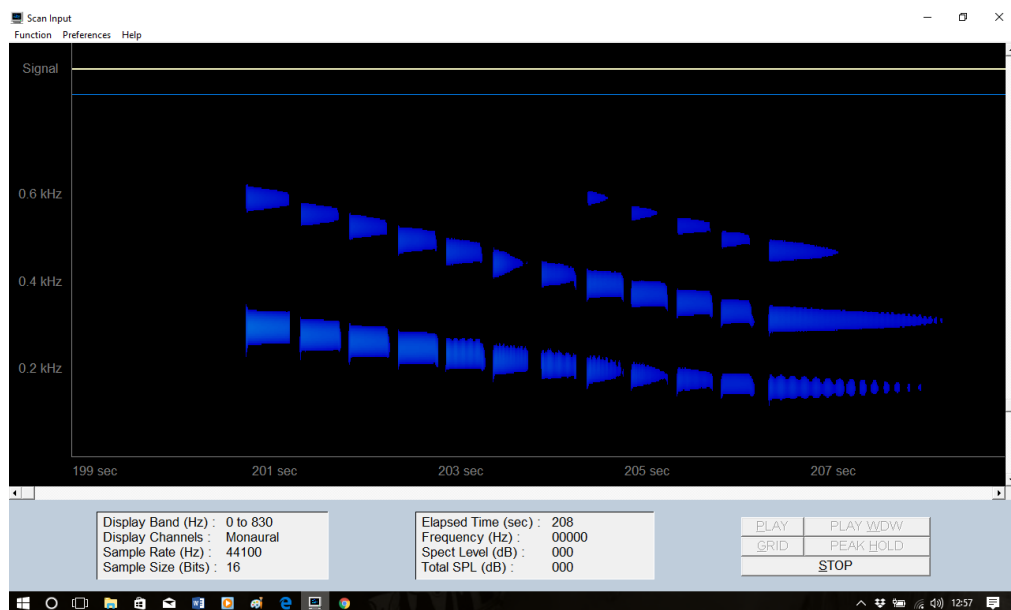 Scan Input
Function Preferences Help
Signal
0.6 kHz
0.4 kHz
0.2 kHz
199 sec 201 sec 203 sec 205 sec 207 sec
Display Band (Hz) : 0 to 830
Display Channels : Monaural
Sample Rate (Hz) : 44100
Sample Size (Bits) : 16
Elapsed Time (sec) : 208
Frequency (Hz) : 00000
Spect Level (dB) : 000
Total SPL (dB) : 000
PLAY PLAY WDW
GRID PEAK HOLD
STOP
12:57